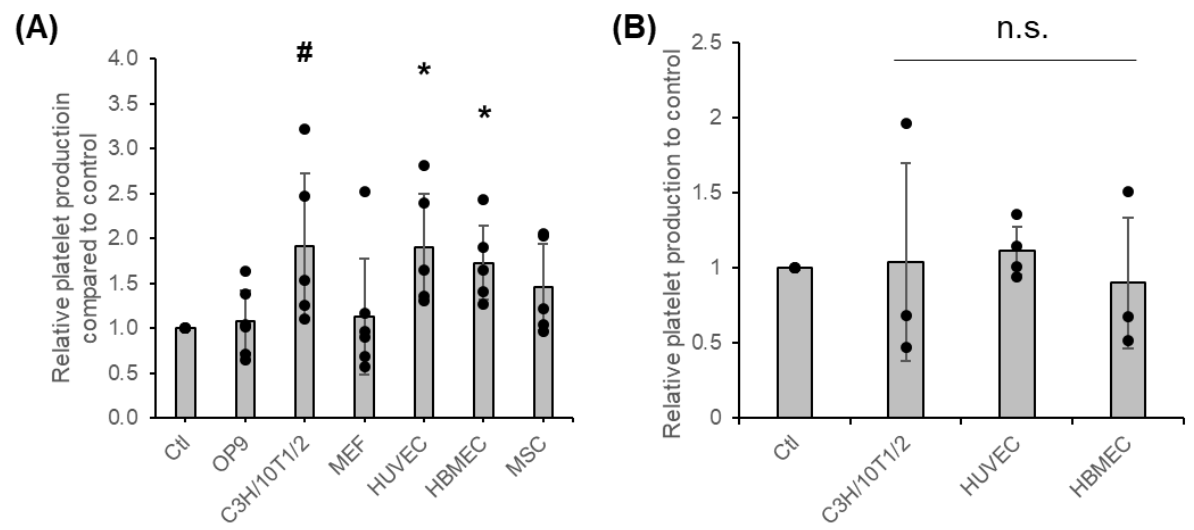 (A)
Relative platelet productioin
compared to control
4.0
3.5
3.0
2.5
2.0
1.5
1.0
0.5
0.0
#
*
*
Ctl
OP9
C3H/10T1/2
MEF
HUVEC
HBMEC
MSC
(B)
Relative platelet production to control
2.5
2
1.5
1
0.5
0
n.s.
Ctl
C3H/10T1/2
HUVEC
HBMEC